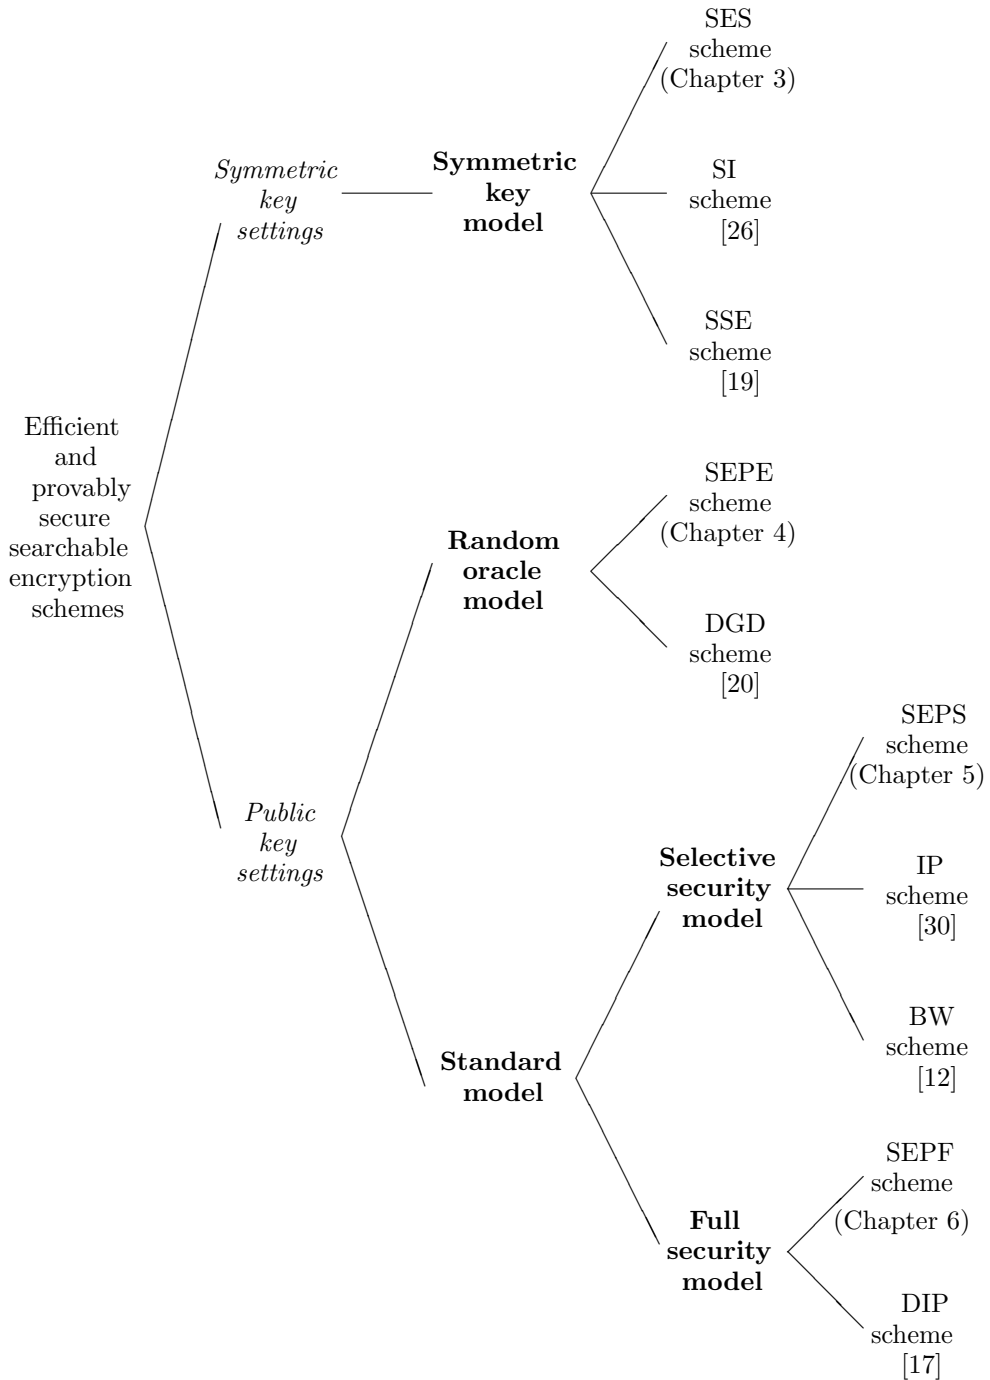 Efficient
and
provably
secure
searchable
encryption
schemes
Symmetric
key
settings
Symmetric
key
model
SES
scheme
(Chapter 3)
SI
scheme
[26]
SSE
scheme
[19]
Public
key
settings
Random
oracle
model
SEPE
scheme
(Chapter 4)
DGD
scheme
[20]
Standard
model
Selective
security
model
SEPS
scheme
(Chapter 5)
IP
scheme
[30]
BW
scheme
[12]
Full
security
model
SEPF
scheme
(Chapter 6)
DIP
scheme
[17]